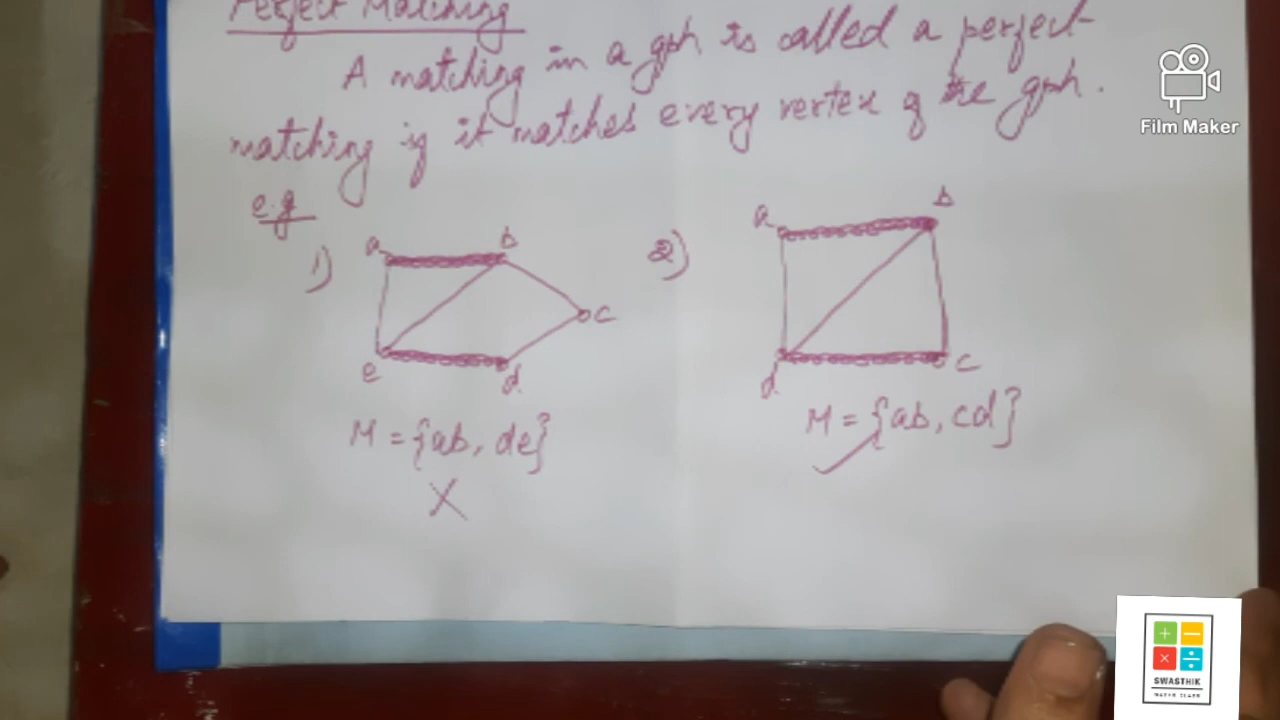 Perfect Matching
A matching in a gph is called a perfect
matching if it matches every vertex of the gph.
e.g
1)
a
b
c
d
e
M = {ab, de}
X
2)
a
b
c
d
M = {ab, cd}
Film Maker
SWASTHIK